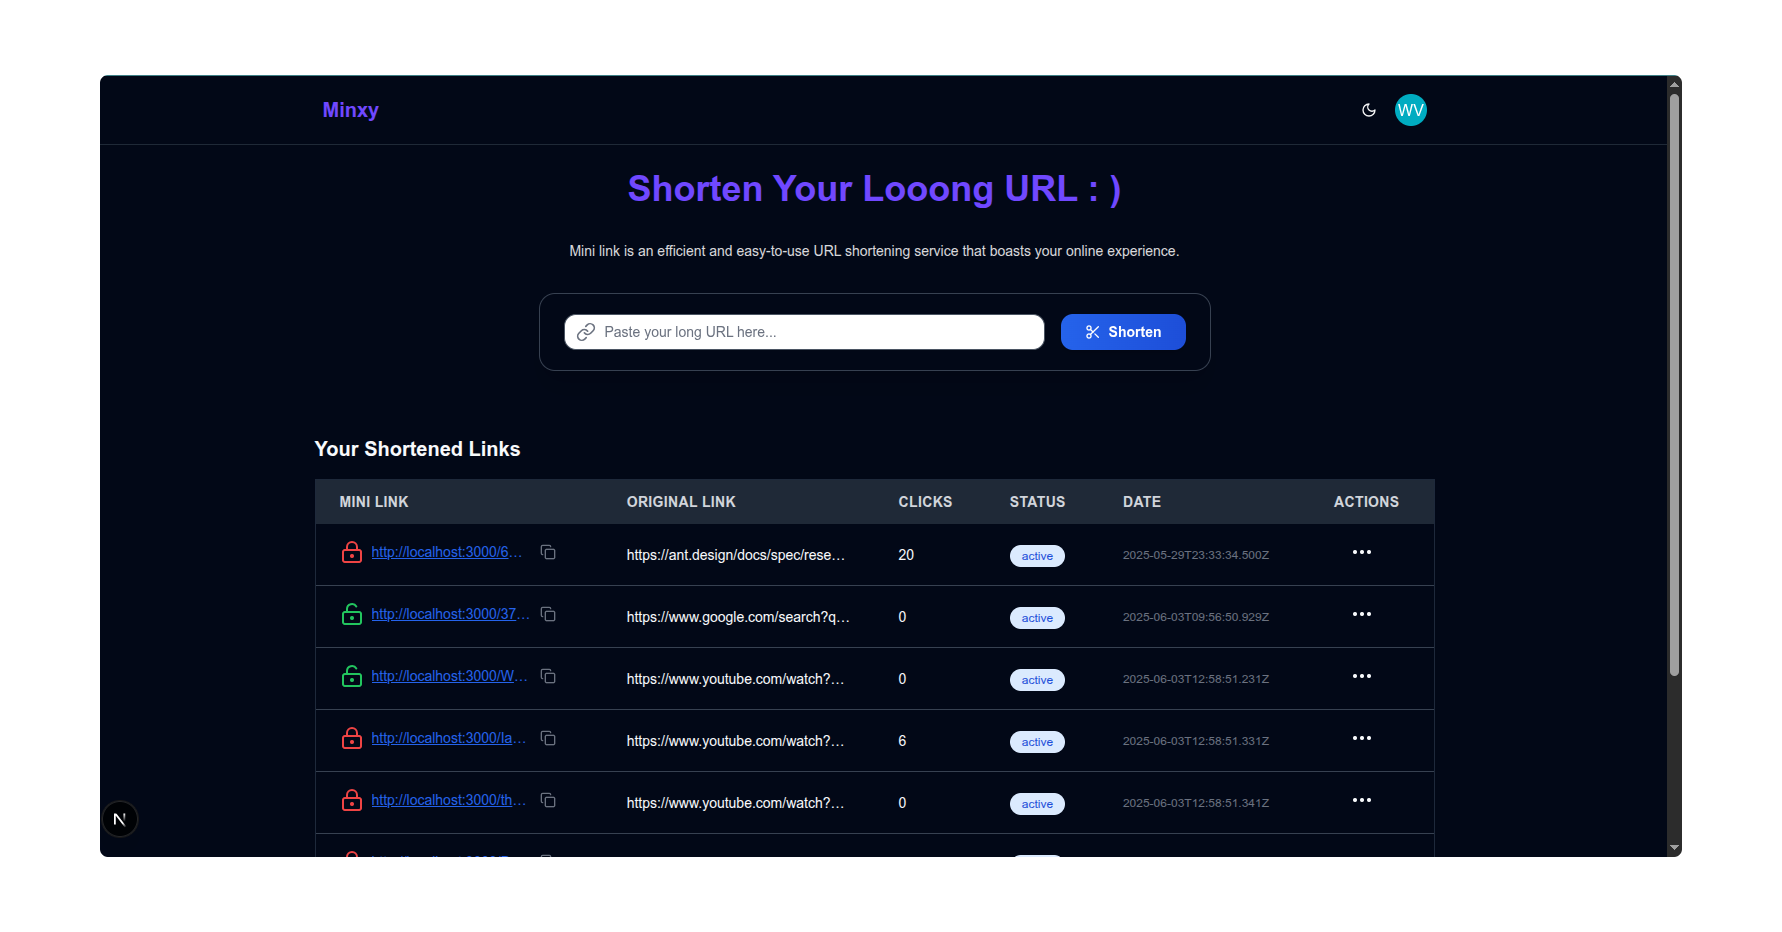 Minxy
WV
Shorten Your Looong URL : )
Mini link is an efficient and easy-to-use URL shortening service that boasts your online experience.
Paste your long URL here...
Shorten
Your Shortened Links
MINI LINK ORIGINAL LINK CLICKS STATUS DATE ACTIONS
http://localhost:3000/6... https://ant.design/docs/spec/rese... 20 active 2025-05-29T23:33:34.500Z
http://localhost:3000/37... https://www.google.com/search?q... 0 active 2025-06-03T09:56:50.929Z
http://localhost:3000/W... https://www.youtube.com/watch?... 0 active 2025-06-03T12:58:51.231Z
http://localhost:3000/la... https://www.youtube.com/watch?... 6 active 2025-06-03T12:58:51.331Z
http://localhost:3000/th... https://www.youtube.com/watch?... 0 active 2025-06-03T12:58:51.341Z
N